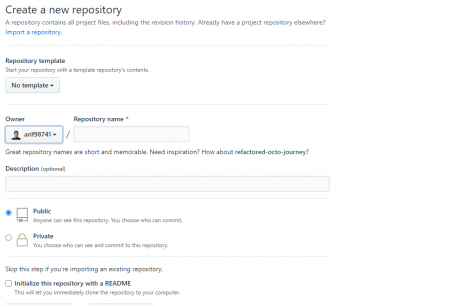 Create a new repository
A repository contains all project files, including the revision history. Already have a project repository elsewhere?
Import a repository.
Repository template
Start your repository with a template repository's contents.
No template
Owner
Repository name *
arif98741
/
Great repository names are short and memorable. Need inspiration? How about refactored-octo-journey?
Description (optional)
Public
Anyone can see this repository. You choose who can commit.
Private
You choose who can see and commit to this repository.
Skip this step if you're importing an existing repository.
Initialize this repository with a README
This will let you immediately clone the repository to your computer.